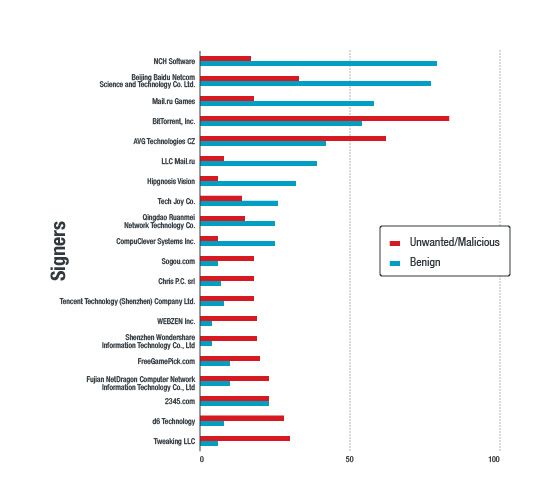 NCH Software
Beijing Baidu Netcom
Science and Technology Co. Ltd.
Mail.ru Games
BitTorrent, Inc.
AVG Technologies CZ
LLC Mail.ru
Hipgnosis Vision
Tech Joy Co.
Qingdao Ruanmei
Network Technology Co.
CompuClever Systems Inc.
Sogou.com
Chris P.C. srl
Tencent Technology (Shenzhen) Company Ltd.
WEBZEN Inc.
Shenzhen Wondershare
Information Technology Co., Ltd
FreeGamePick.com
Fujian NetDragon Computer Network
Information Technology Co., Ltd
2345.com
d6 Technology
Tweaking LLC
Signers
Unwanted/Malicious
Benign
0
50
100